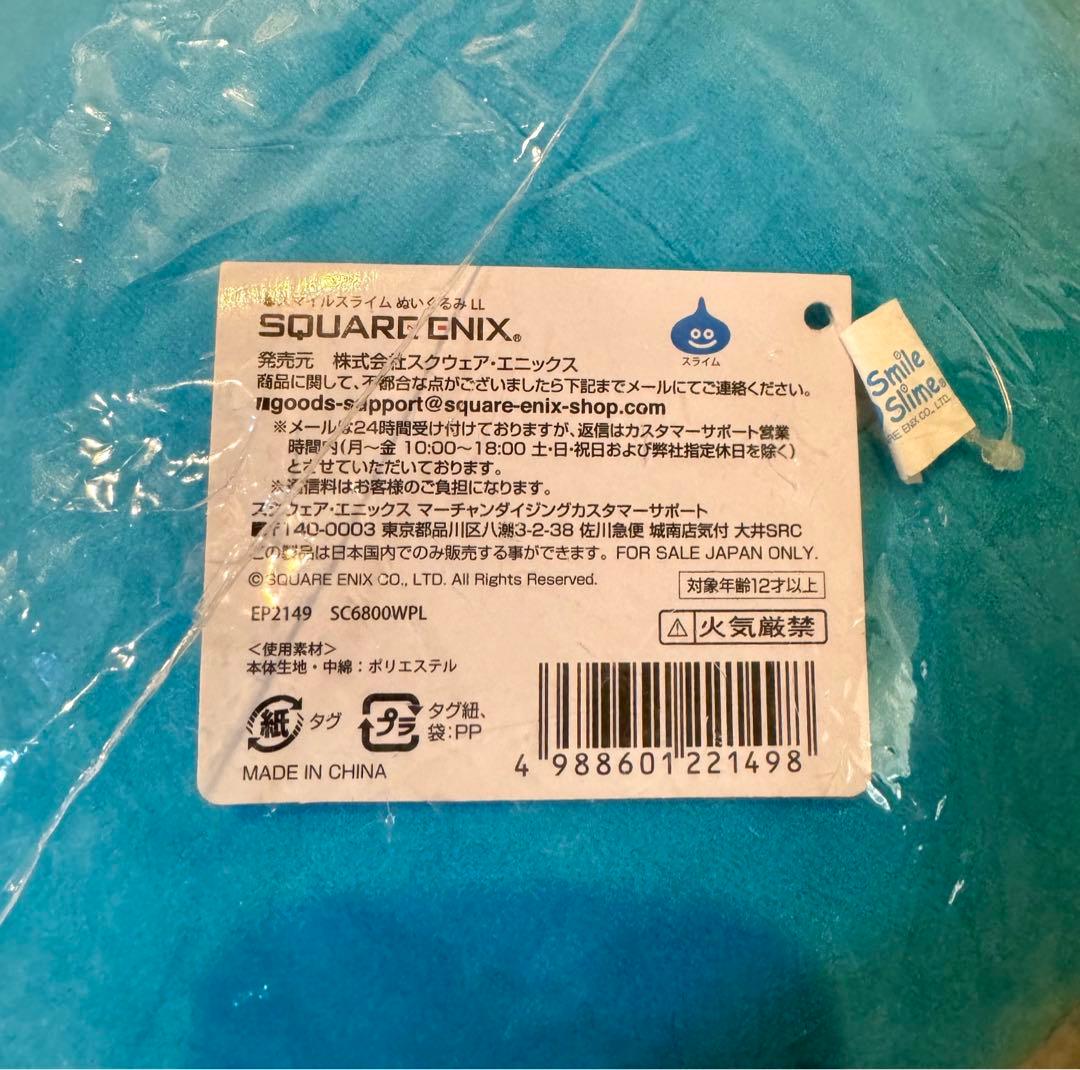 スマイルスライム ぬいぐるみ LL
SQUARE ENIX®
スライム
発売元 株式会社スクウェア・エニックス
商品に関して、不都合な点がございましたら下記までメールにてご連絡ください。
■goods-support@square-enix-shop.com
※メールは24時間受け付けておりますが、返信はカスタマーサポート営業
時間内(月～金 10:00～18:00 土・日・祝日および弊社指定休日を除く)
とさせていただいております。
※通信料はお客様のご負担になります。
スクウェア・エニックス マーチャンダイジングカスタマーサポート
■〒140-0003 東京都品川区八潮3-2-38 佐川急便 城南店気付 大井SRC
この製品は日本国内でのみ販売する事ができます。FOR SALE JAPAN ONLY.
©SQUARE ENIX CO., LTD. All Rights Reserved.
対象年齢12才以上
EP2149 SC6800WPL
火気厳禁
<使用素材>
本体生地・中綿：ポリエステル
紙 タグ
プラ タグ紐、
袋:PP
MADE IN CHINA
4 988601 221498
Smile
Slime®
RE ENIX CO., LTD.